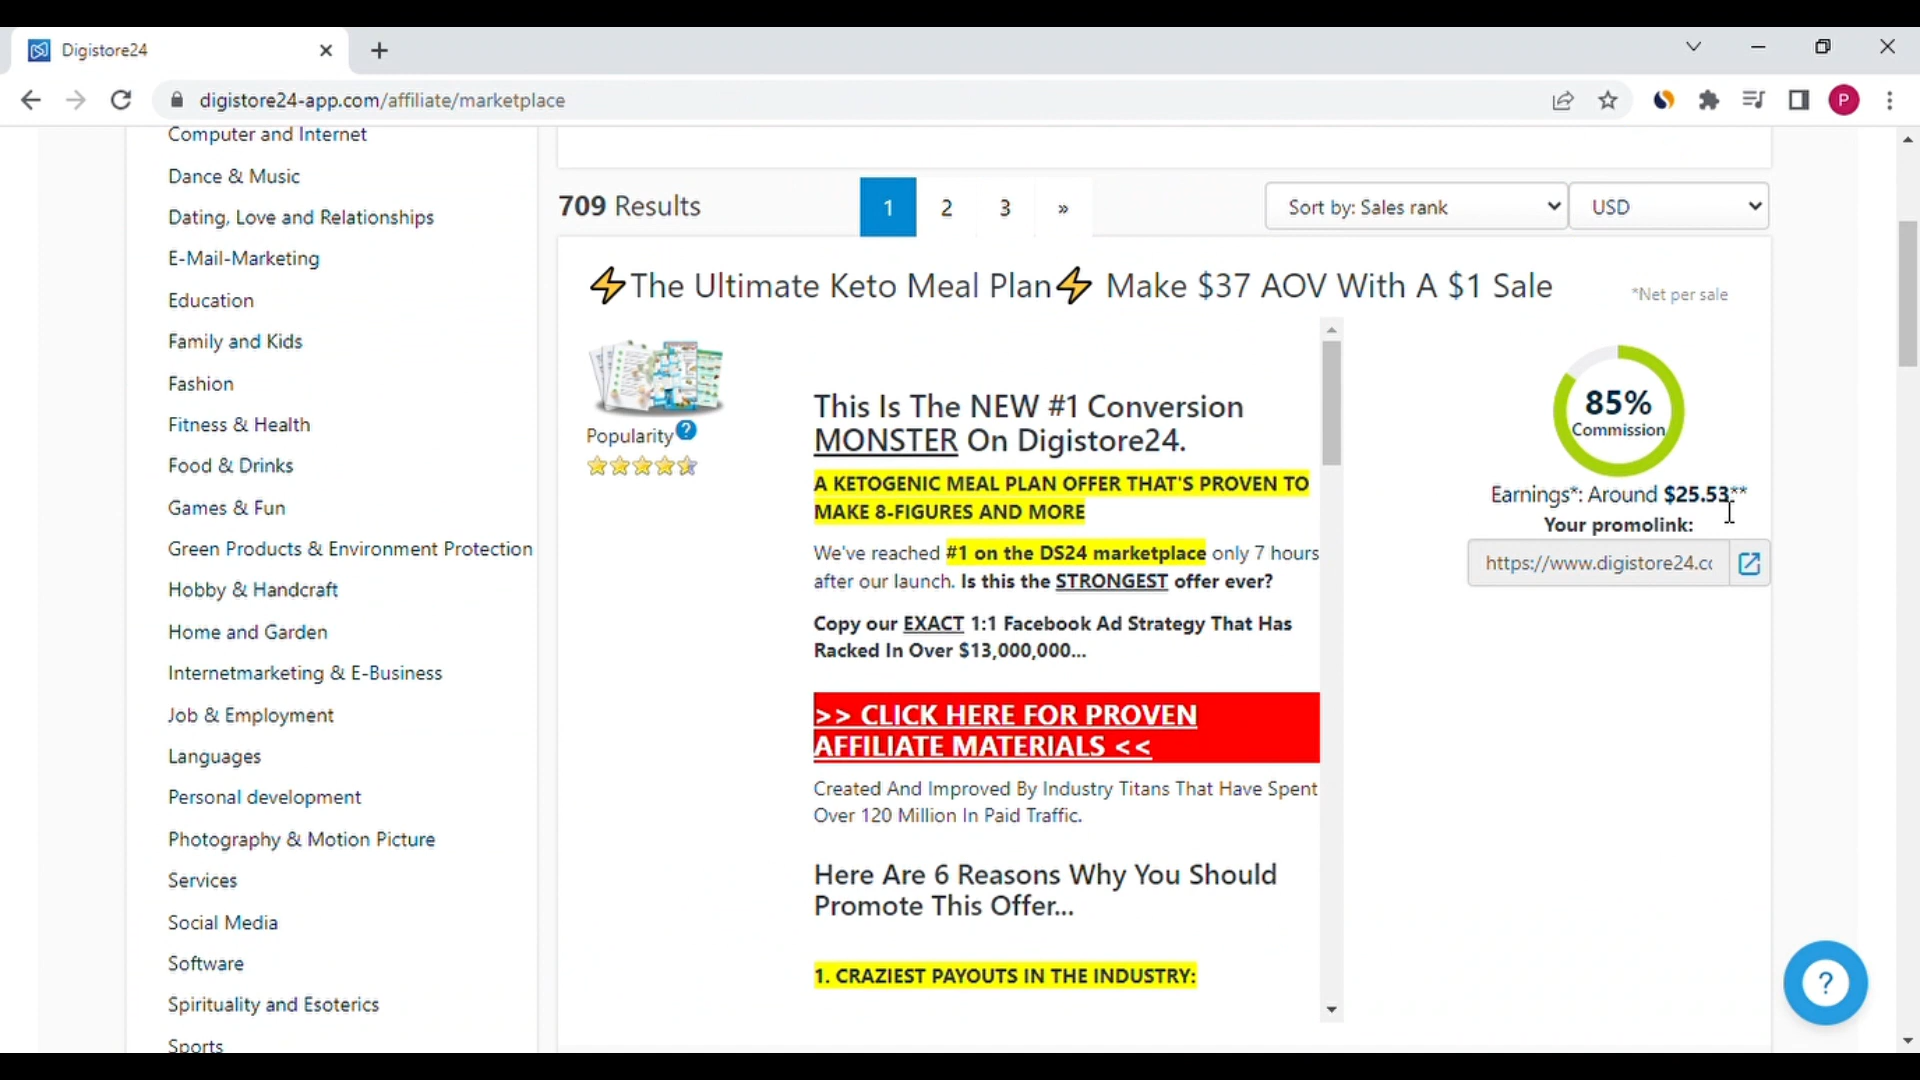 Digistore24
digistore24-app.com/affiliate/marketplace
P
Computer and Internet
Dance & Music
Dating, Love and Relationships
E-Mail-Marketing
Education
Family and Kids
Fashion
Fitness & Health
Food & Drinks
Games & Fun
Green Products & Environment Protection
Hobby & Handcraft
Home and Garden
Internetmarketing & E-Business
Job & Employment
Languages
Personal development
Photography & Motion Picture
Services
Social Media
Software
Spirituality and Esoterics
Sports
709 Results
1 2 3 »
Sort by: Sales rank
USD
⚡The Ultimate Keto Meal Plan⚡ Make $37 AOV With A $1 Sale
*Net per sale
Popularity ?
This Is The NEW #1 Conversion
MONSTER On Digistore24.
A KETOGENIC MEAL PLAN OFFER THAT'S PROVEN TO
MAKE 8-FIGURES AND MORE
We've reached #1 on the DS24 marketplace only 7 hours
after our launch. Is this the STRONGEST offer ever?
Copy our EXACT 1:1 Facebook Ad Strategy That Has
Racked In Over $13,000,000...
>> CLICK HERE FOR PROVEN
AFFILIATE MATERIALS <<
Created And Improved By Industry Titans That Have Spent
Over 120 Million In Paid Traffic.
Here Are 6 Reasons Why You Should
Promote This Offer...
1. CRAZIEST PAYOUTS IN THE INDUSTRY:
85%
Commission
Earnings*: Around $25.53**
Your promolink:
https://www.digistore24.cc
?